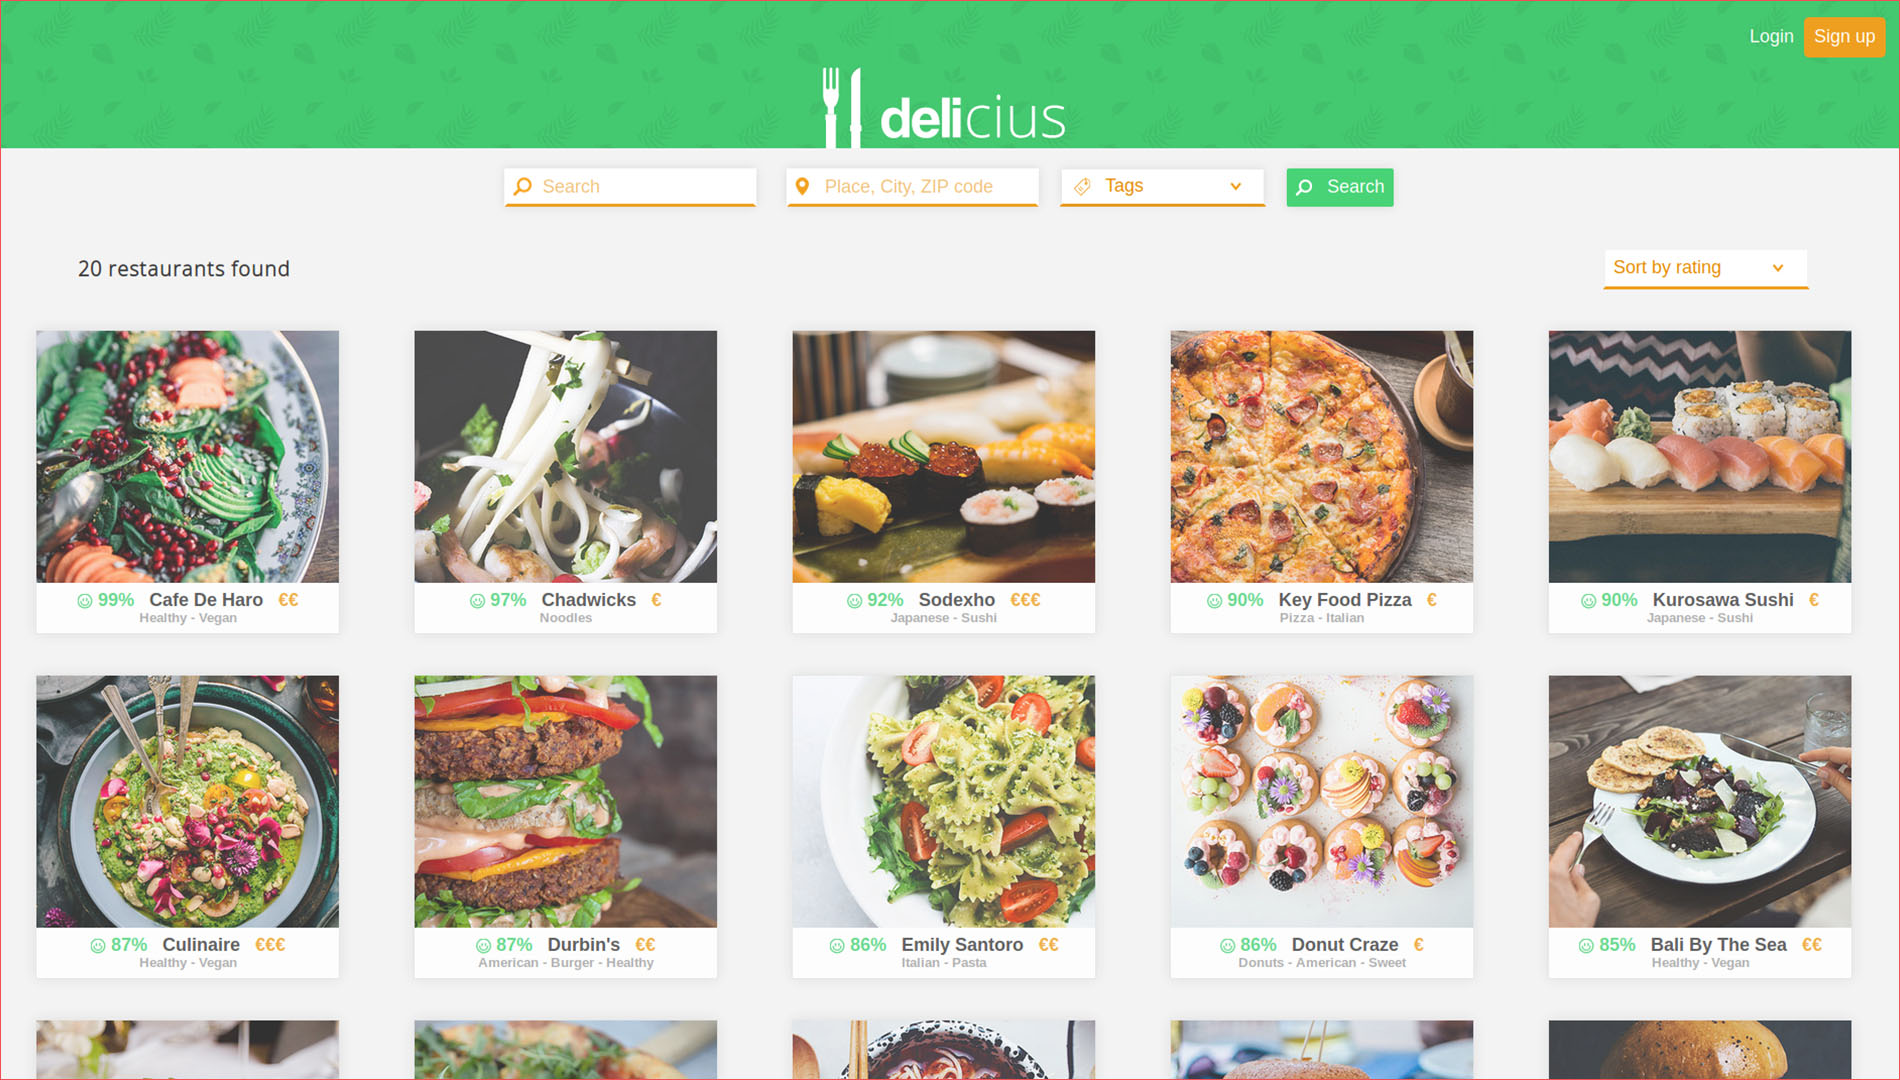 Login Sign up
delicius
Search
Place, City, ZIP code
Tags
Search
20 restaurants found
Sort by rating
99% Cafe De Haro €€
Healthy - Vegan
97% Chadwicks €
Noodles
92% Sodexho €€€
Japanese - Sushi
90% Key Food Pizza €
Pizza - Italian
90% Kurosawa Sushi €
Japanese - Sushi
87% Culinaire €€€
Healthy - Vegan
87% Durbin's €€
American - Burger - Healthy
86% Emily Santoro €€
Italian - Pasta
86% Donut Craze €
Donuts - American - Sweet
85% Bali By The Sea €€
Healthy - Vegan